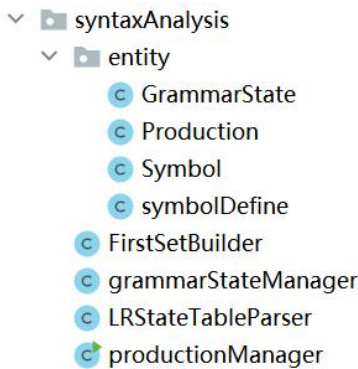 syntaxAnalysis
entity
GrammarState
Production
Symbol
symbolDefine
FirstSetBuilder
grammarStateManager
LRStateTableParser
productionManager